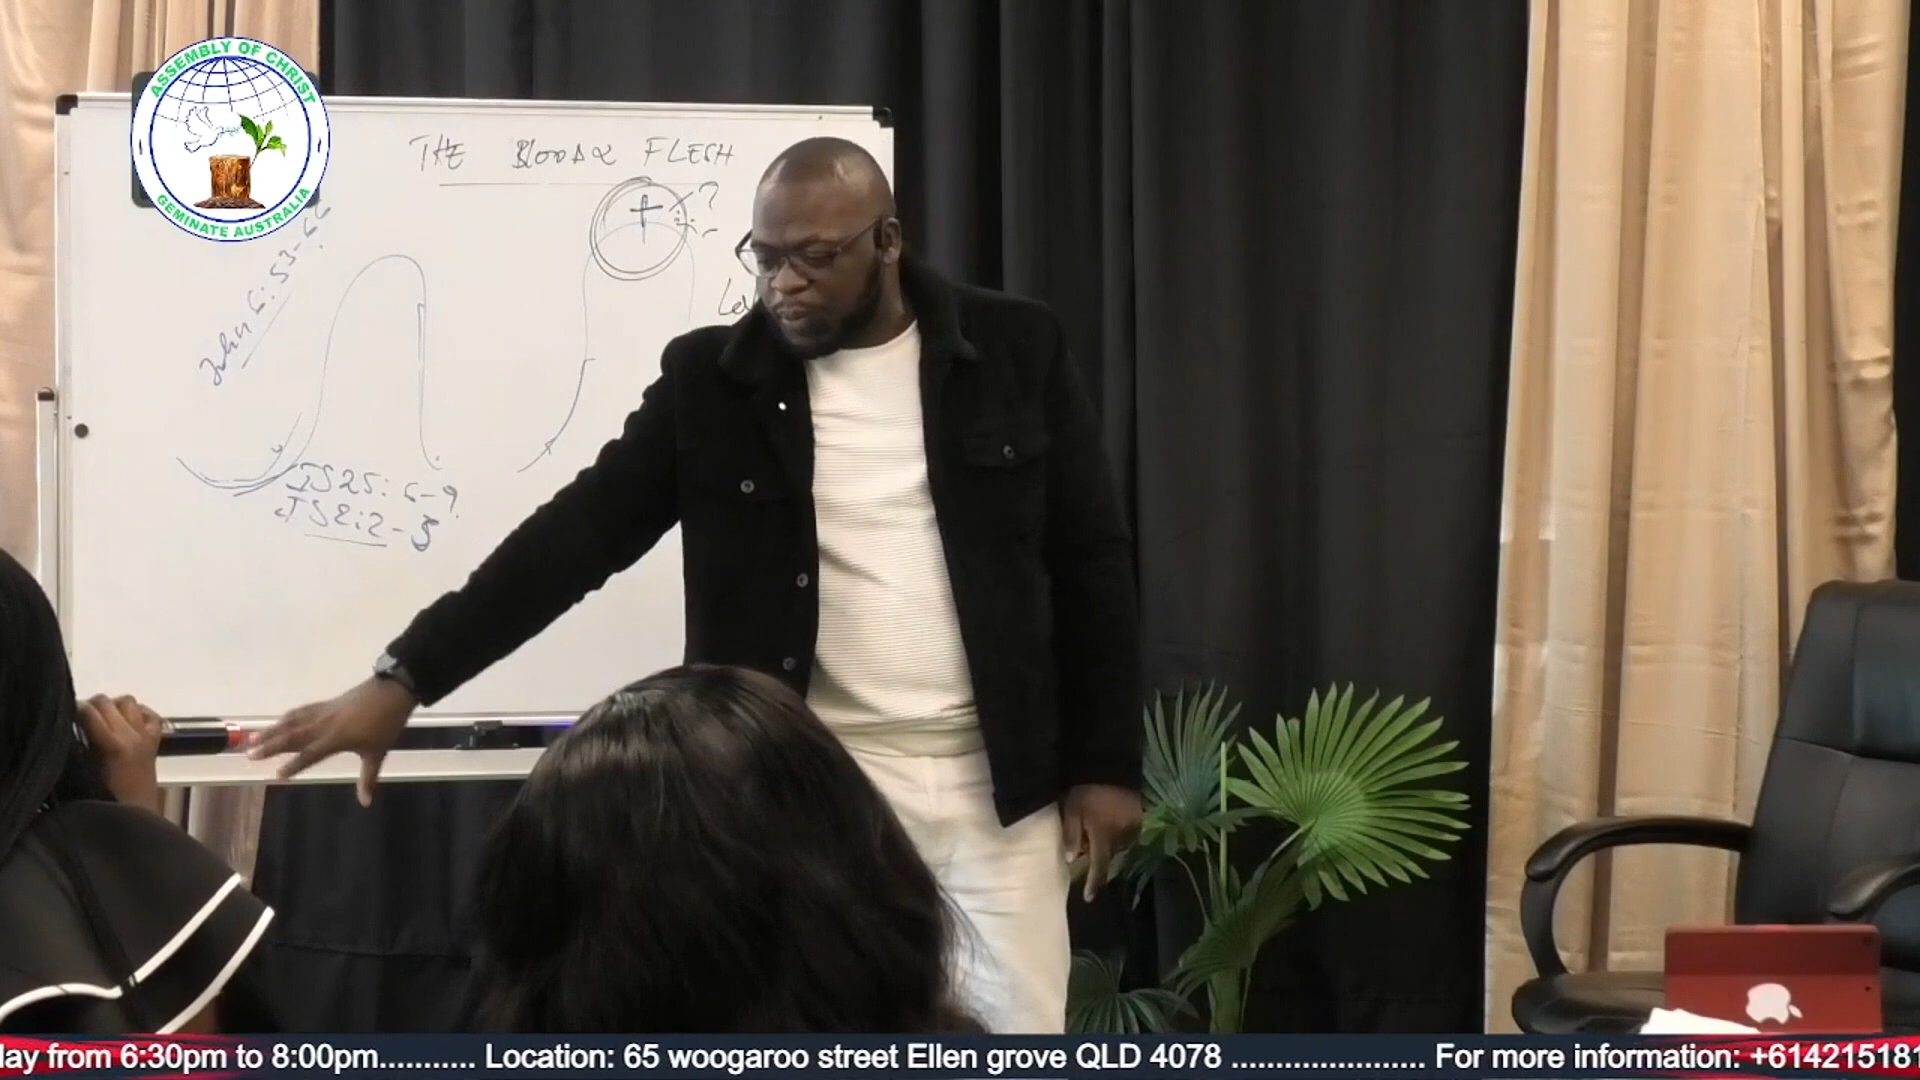 ASSEMBLY OF CHRIST
GEMINATE AUSTRALIA
THE BLOOD & FLESH
?
John 6:53-66
IS 25:6-9
IS 2:2-5
day from 6:30pm to 8:00pm........... Location: 65 woogaroo street Ellen grove QLD 4078 ...................... For more information: +614215181